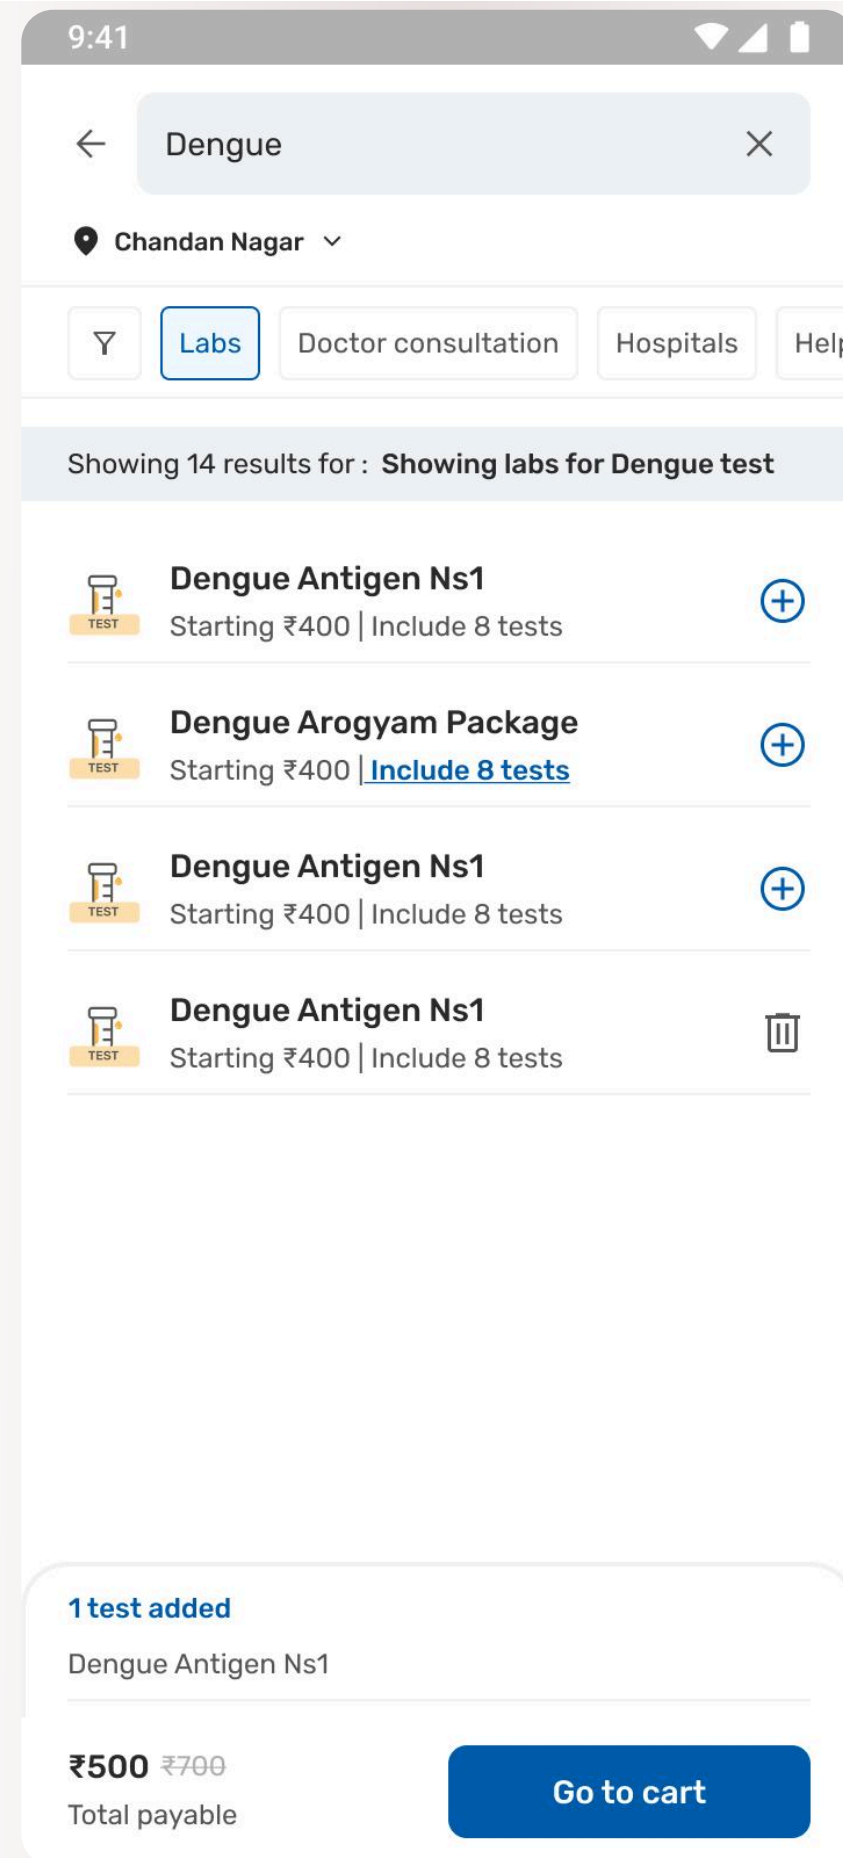 9:41
Dengue
Chandan Nagar
Labs
Doctor consultation
Hospitals
Showing 14 results for : Showing labs for Dengue test
Dengue Antigen Ns1
TEST
Starting ₹400 | Include 8 tests
Dengue Arogyam Package
TEST
Starting ₹400 | Include 8 tests
Dengue Antigen Ns1
TEST
Starting ₹400 | Include 8 tests
Dengue Antigen Ns1
TEST
Starting ₹400 | Include 8 tests
1 test added
Dengue Antigen Ns1
₹500 ₹700
Total payable
Go to cart